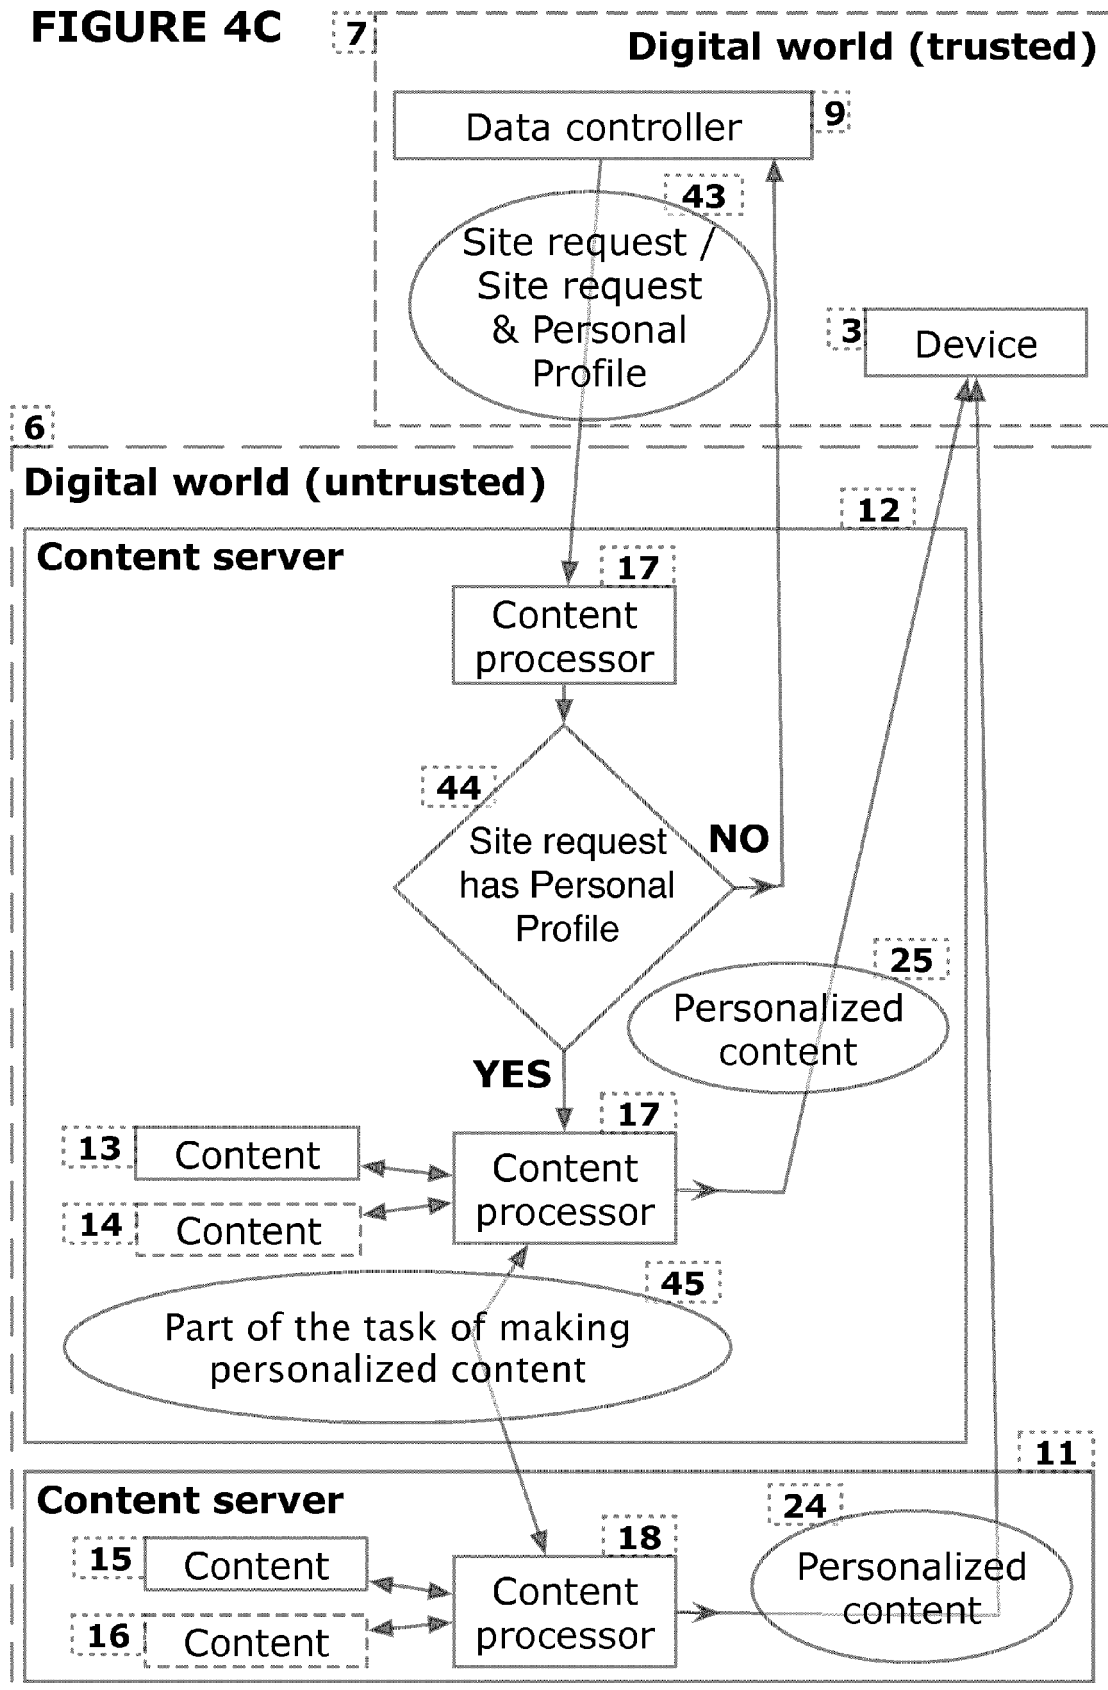 FIGURE 4C
7
Digital world (trusted)
Data controller
9
43
Site request /
Site request
& Personal
Profile
3
Device
6
Digital world (untrusted)
12
Content server
17
Content
processor
44
Site request
has Personal
Profile
NO
25
Personalized
content
YES
17
13
Content
Content
processor
14
Content
45
Part of the task of making
personalized content
11
Content server
24
18
15
Content
Personalized
content
Content
processor
16
Content